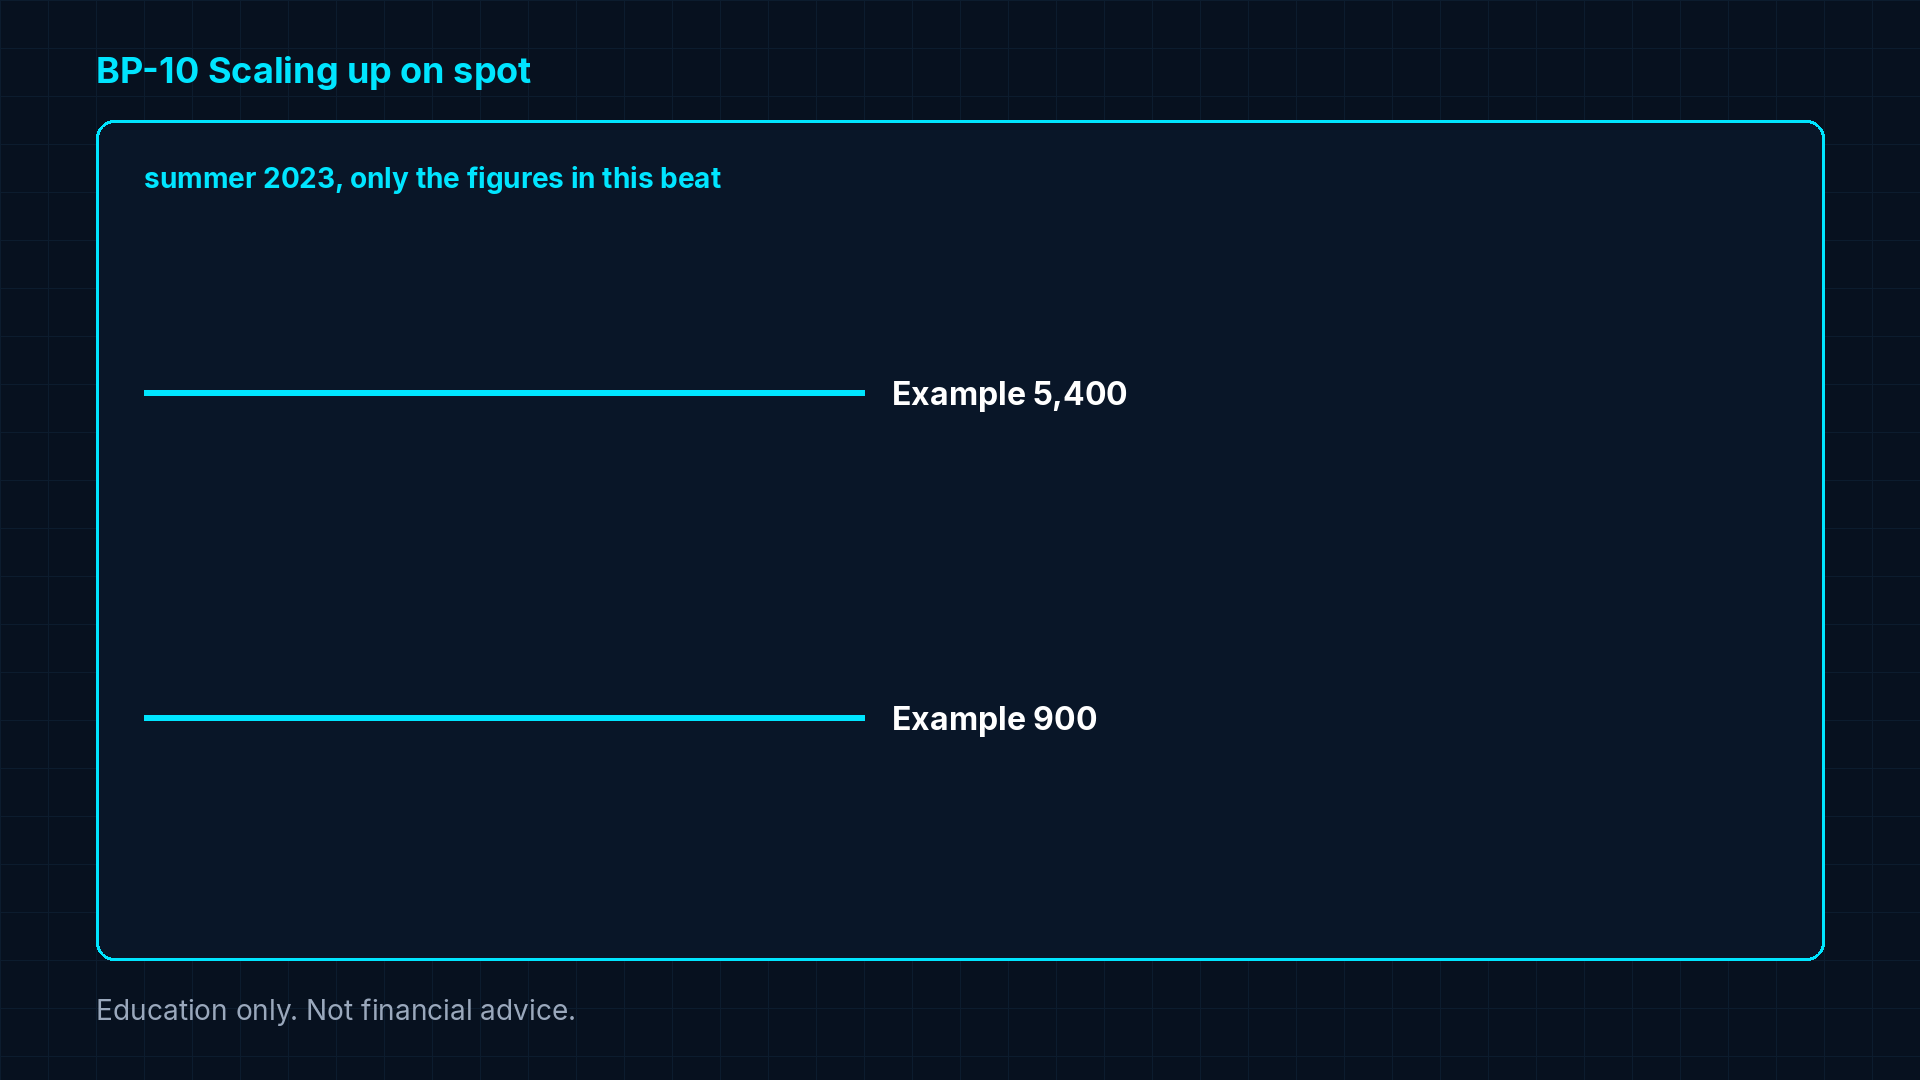 BP-10 Scaling up on spot
summer 2023, only the figures in this beat
Example 5,400
Example 900
Education only. Not financial advice.